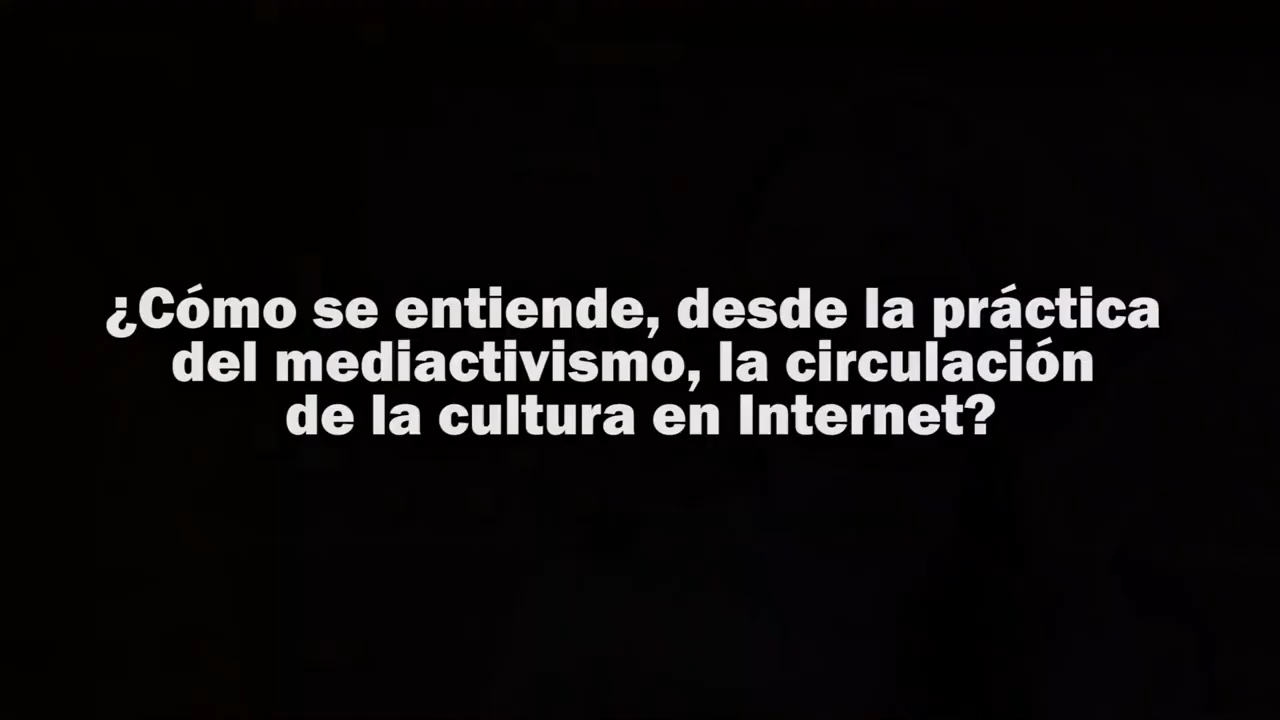 ¿Cómo se entiende, desde la práctica
del mediactivismo, la circulación
de la cultura en Internet?